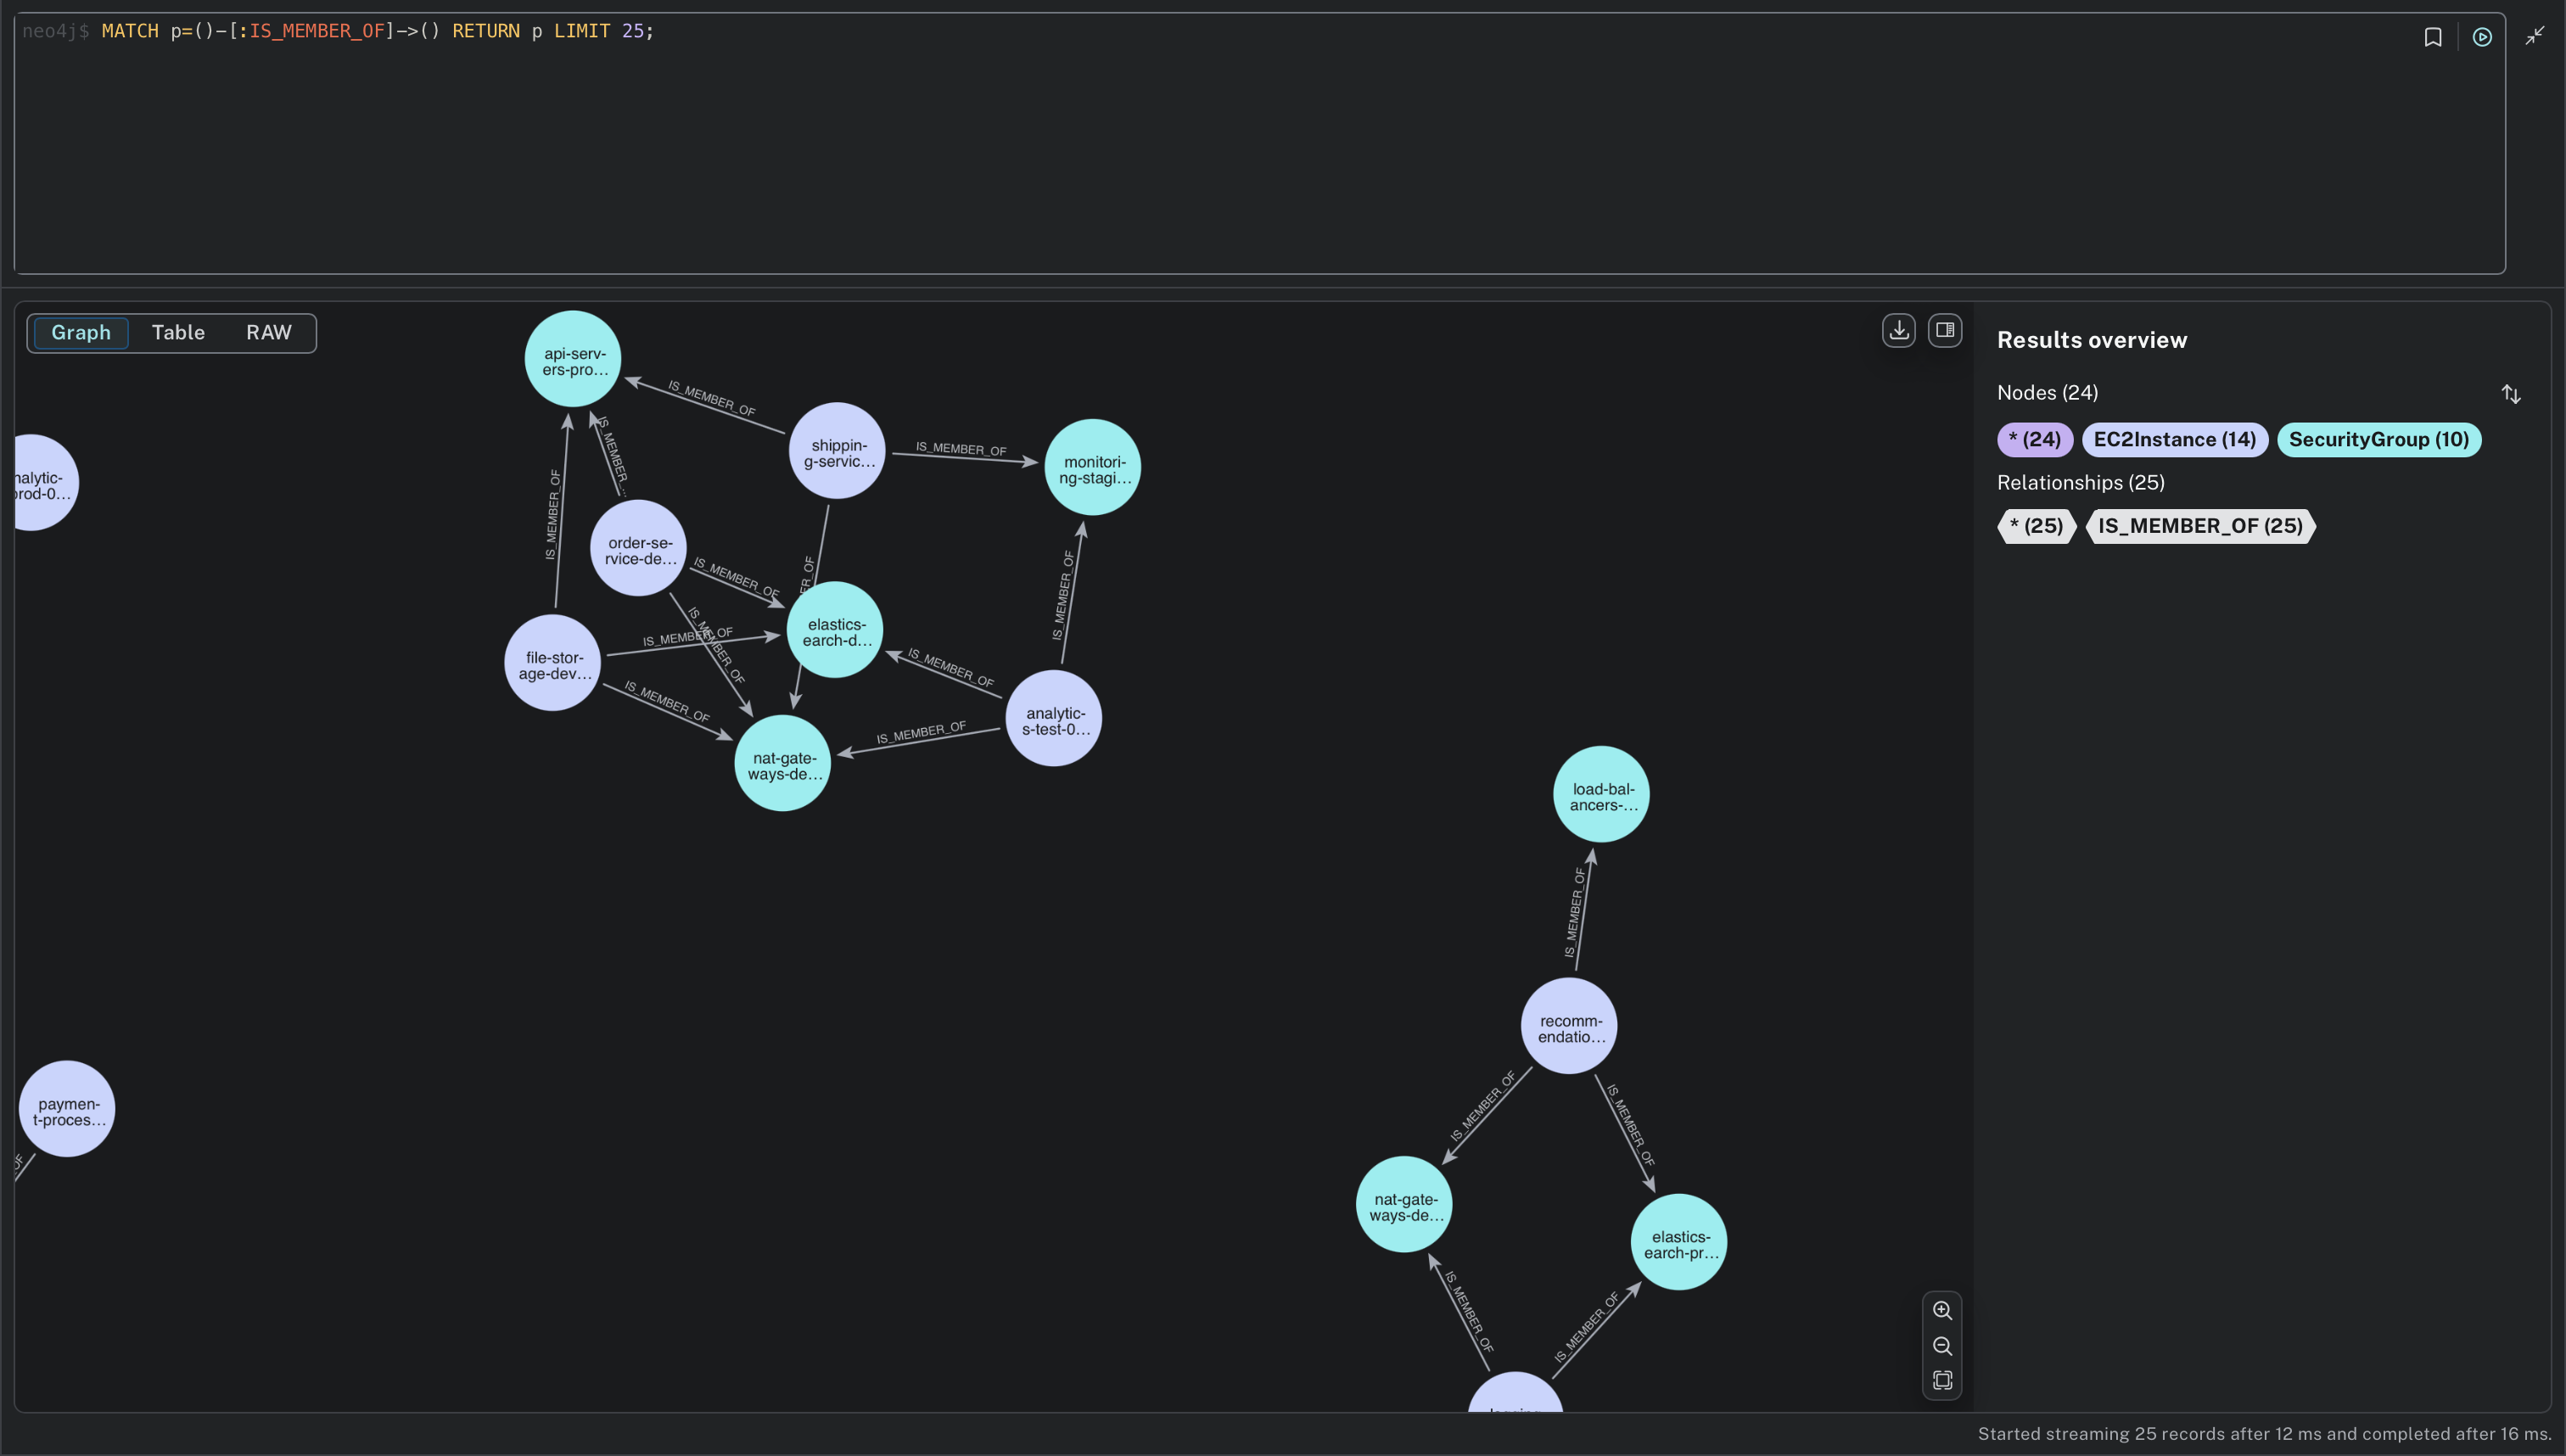 neo4j$ MATCH p=()-[:IS_MEMBER_OF]->() RETURN p LIMIT 25;
Graph
Table
RAW
Results overview
Nodes (24)
* (24)
EC2Instance (14)
SecurityGroup (10)
Relationships (25)
* (25)
IS_MEMBER_OF (25)
api-serv-
ers-pro…
IS_MEMBER_OF
shippin-
g-servic…
IS_MEMBER_OF
monitori-
ng-stagi…
nalytic-
prod-0…
IS_MEMBER_…
IS_MEMBER_OF
order-se-
rvice-de…
IS_MEMBER_OF
ER_OF
IS_MEMBER_OF
elastics-
earch-d…
IS_MEMBER_OF
IS_MEMBER_OF
file-stor-
age-dev…
IS_MEMBER_OF
IS_MEMBER_OF
analytic-
s-test-0…
IS_MEMBER_OF
nat-gate-
ways-de…
load-bal-
ancers-…
IS_MEMBER_OF
recomm-
endatio…
paymen-
t-proces…
OF
IS_MEMBER_OF
IS_MEMBER_OF
nat-gate-
ways-de…
elastics-
earch-pr…
IS_MEMBER_OF
IS_MEMBER_OF
Started streaming 25 records after 12 ms and completed after 16 ms.